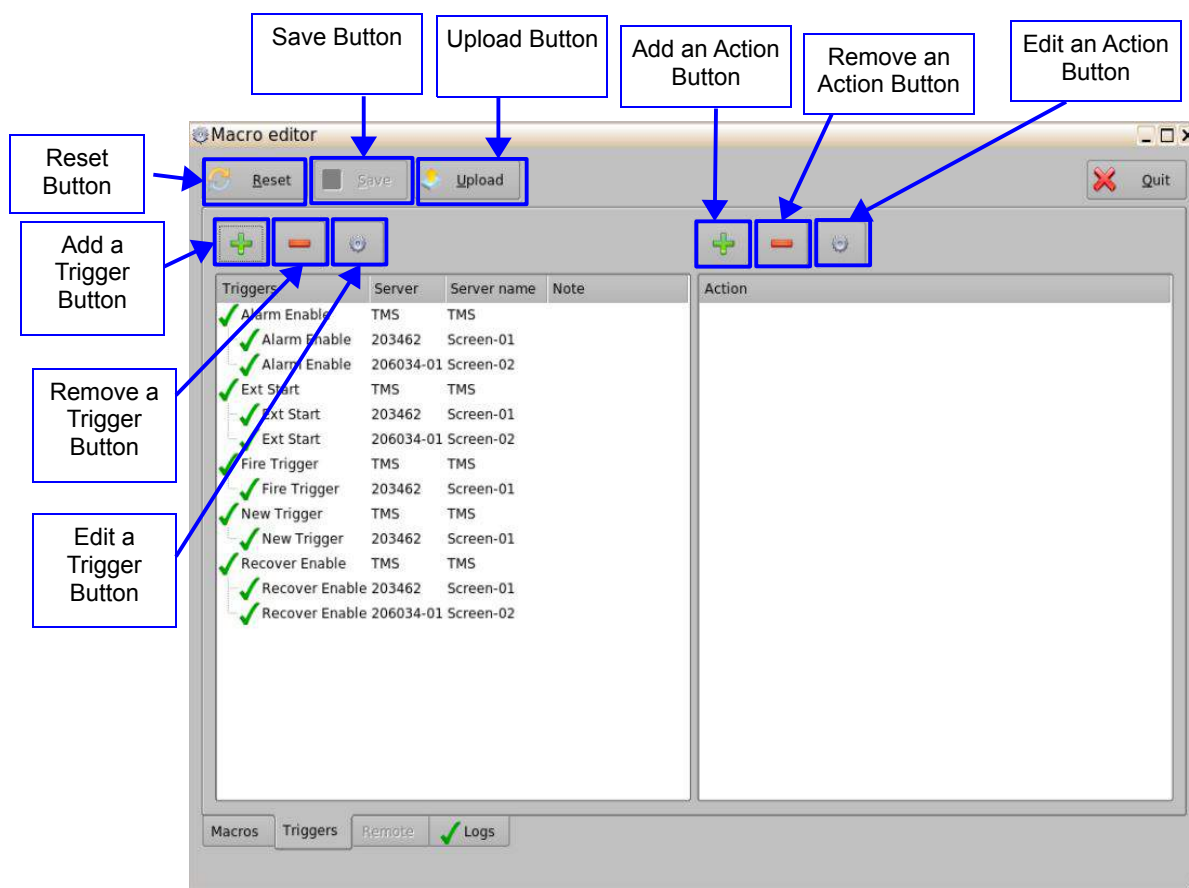 Save Button
Upload Button
Add an Action
Button
Remove an
Action Button
Edit an Action
Button
Reset
Button
Add a
Trigger
Button
Remove a
Trigger
Button
Edit a
Trigger
Button
Macro editor
Reset Save Upload Quit
Triggers Server Server name Note Action
Alarm Enable TMS TMS
Alarm Enable 203462 Screen-01
Alarm Enable 206034-01 Screen-02
Ext Start TMS TMS
Ext Start 203462 Screen-01
Ext Start 206034-01 Screen-02
Fire Trigger TMS TMS
Fire Trigger 203462 Screen-01
New Trigger TMS TMS
New Trigger 203462 Screen-01
Recover Enable TMS TMS
Recover Enable 203462 Screen-01
Recover Enable 206034-01 Screen-02
Macros Triggers Remote Logs